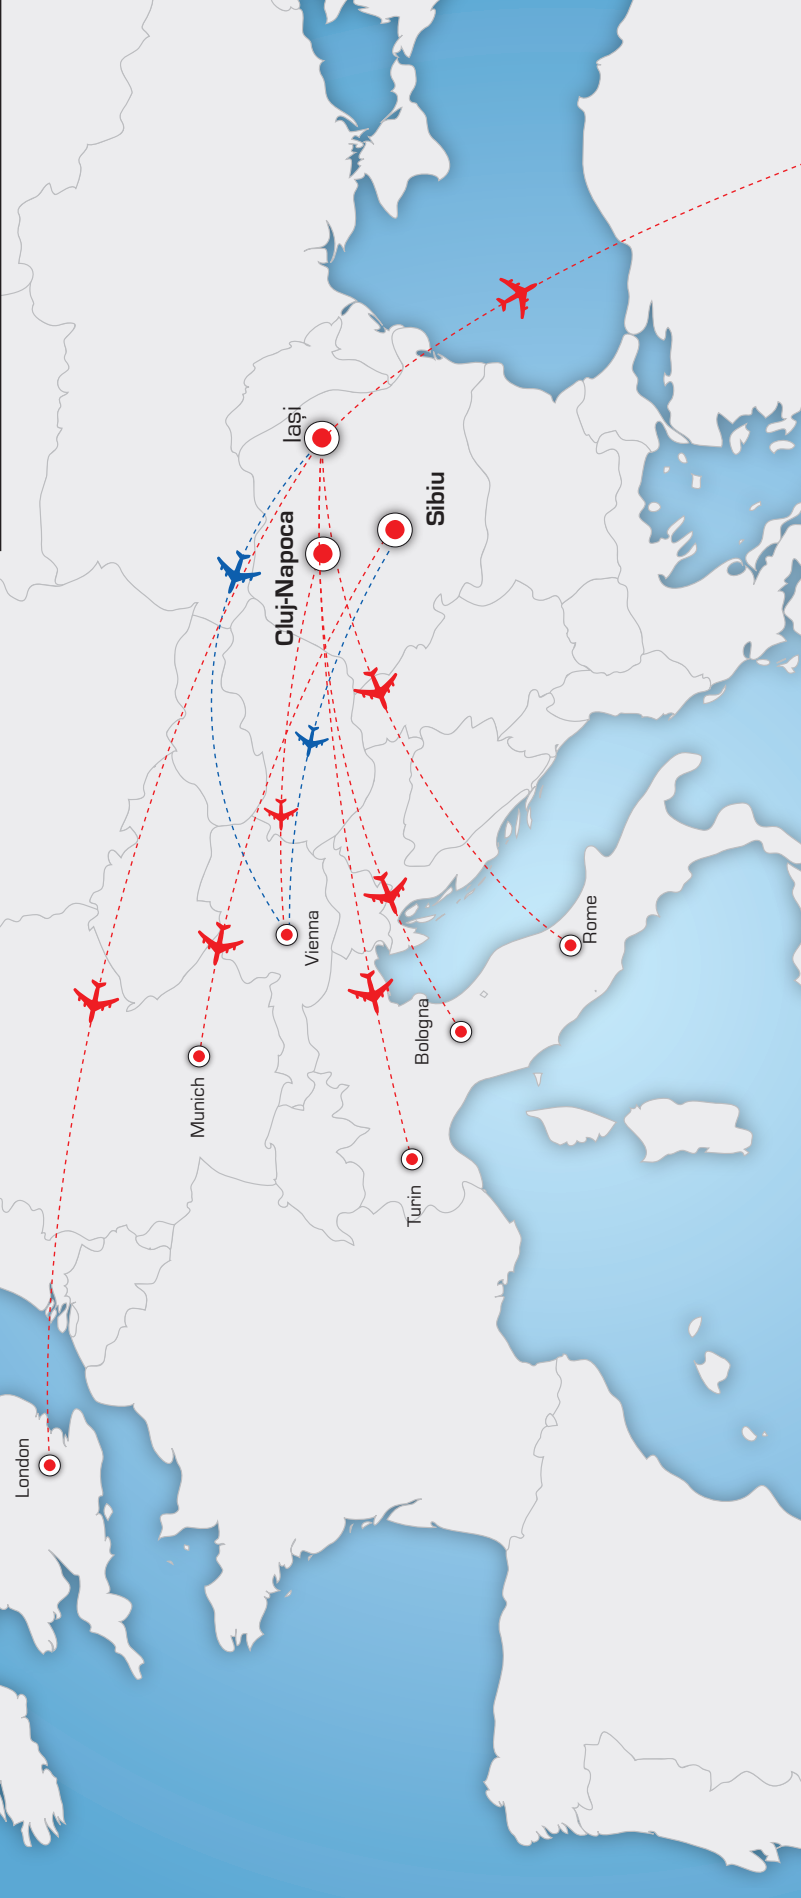 Iași
Cluj-Napoca
Sibiu
Vienna
Rome
Bologna
Munich
Turin
London